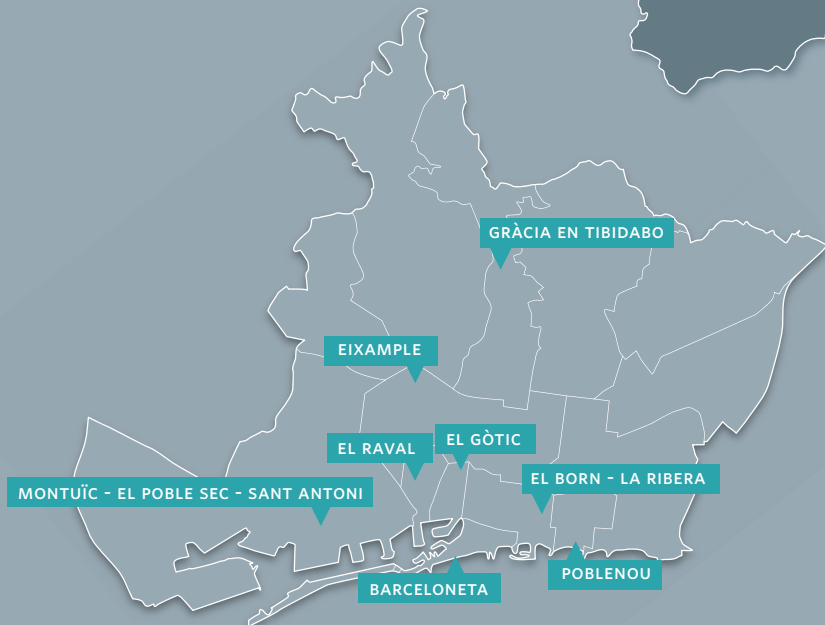 GRÀCIA EN TIBIDABO
EIXAMPLE
EL GÒTIC
EL RAVAL
EL BORN - LA RIBERA
MONTUÏC - EL POBLE SEC - SANT ANTONI
POBLENOU
BARCELONETA